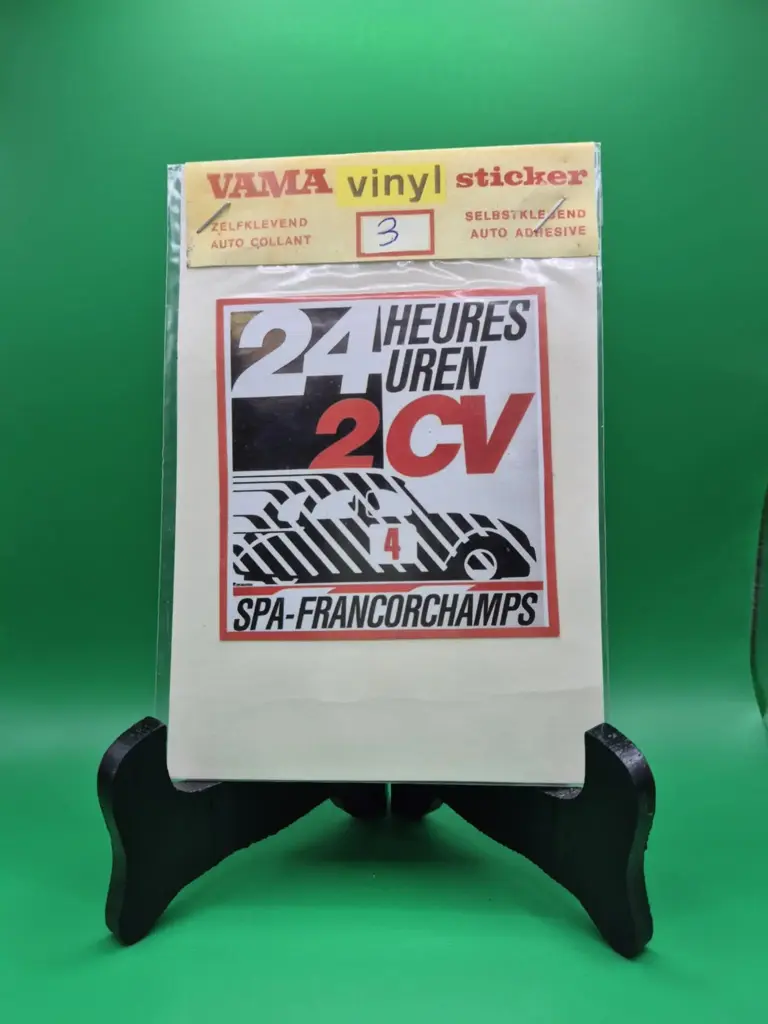 VAMA vinyl sticker
ZELFKLEVEND
AUTO COLLANT
3
SELBSTKLEBEND
AUTO ADHESIVE
24 HEURES
UREN
2CV
4
SPA-FRANCORCHAMPS